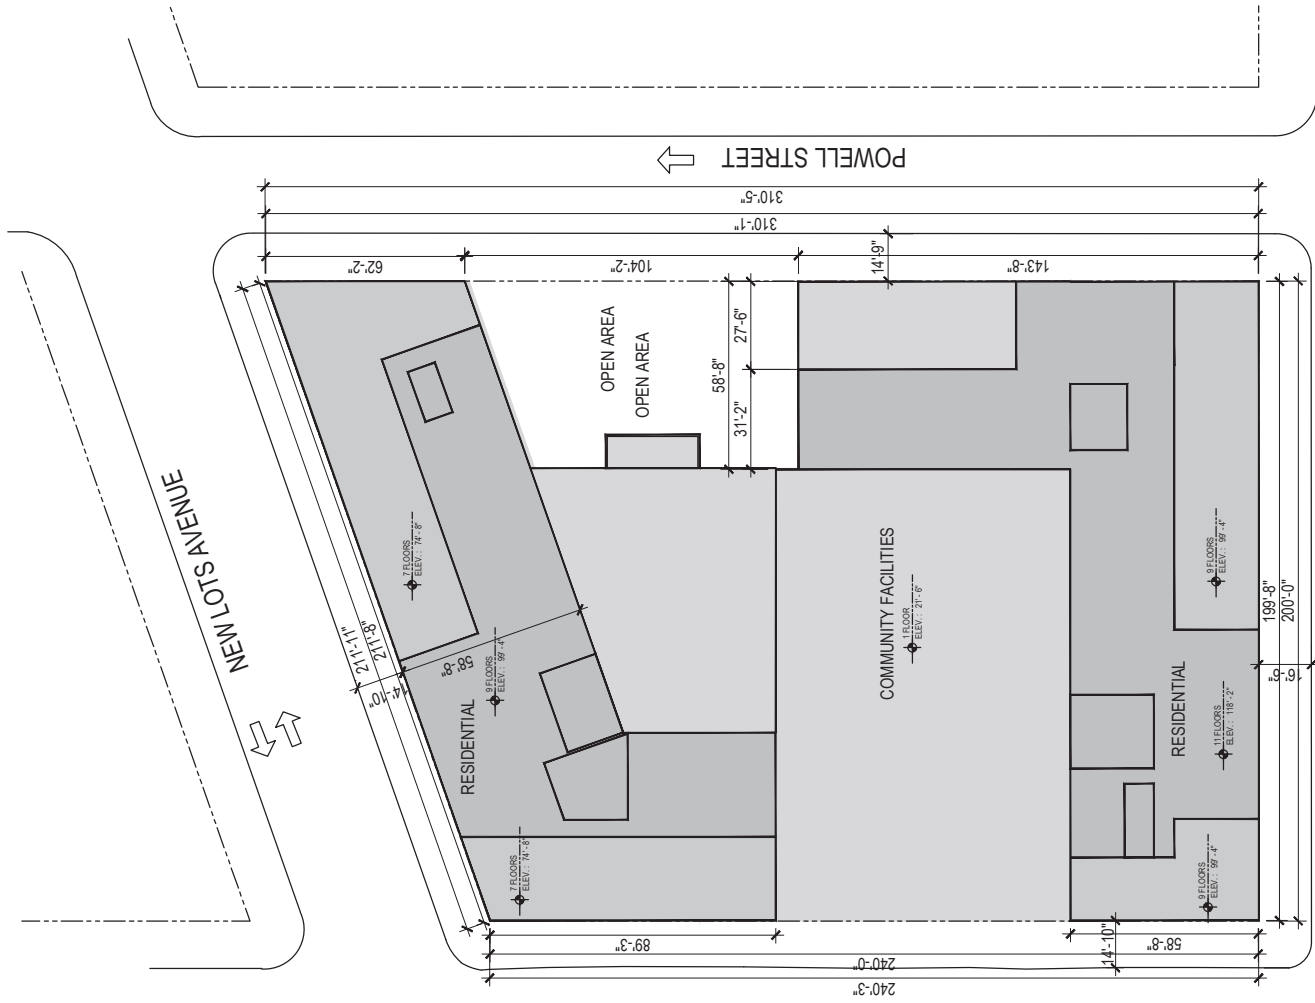 POWELL STREET
310'-5"
310'-1"
62'-2"
104'-2"
14'-9"
143'-8"
NEW LOTS AVENUE
211'-11"
211'-8"
14'-10"
58'-8"
OPEN AREA
OPEN AREA
27'-6"
58'-8"
31'-2"
7 FLOORS
ELEV.: 74'-8"
9 FLOORS
ELEV.: 99'-4"
RESIDENTIAL
7 FLOORS
ELEV.: 74'-8"
COMMUNITY FACILITIES
1 FLOOR
ELEV.: 21'-6"
9 FLOORS
ELEV.: 99'-4"
RESIDENTIAL
11 FLOORS
ELEV.: 118'-2"
9 FLOORS
ELEV.: 99'-4"
199'-8"
200'-0"
16'-6"
89'-3"
240'-0"
240'-3"
14'-10"
58'-8"